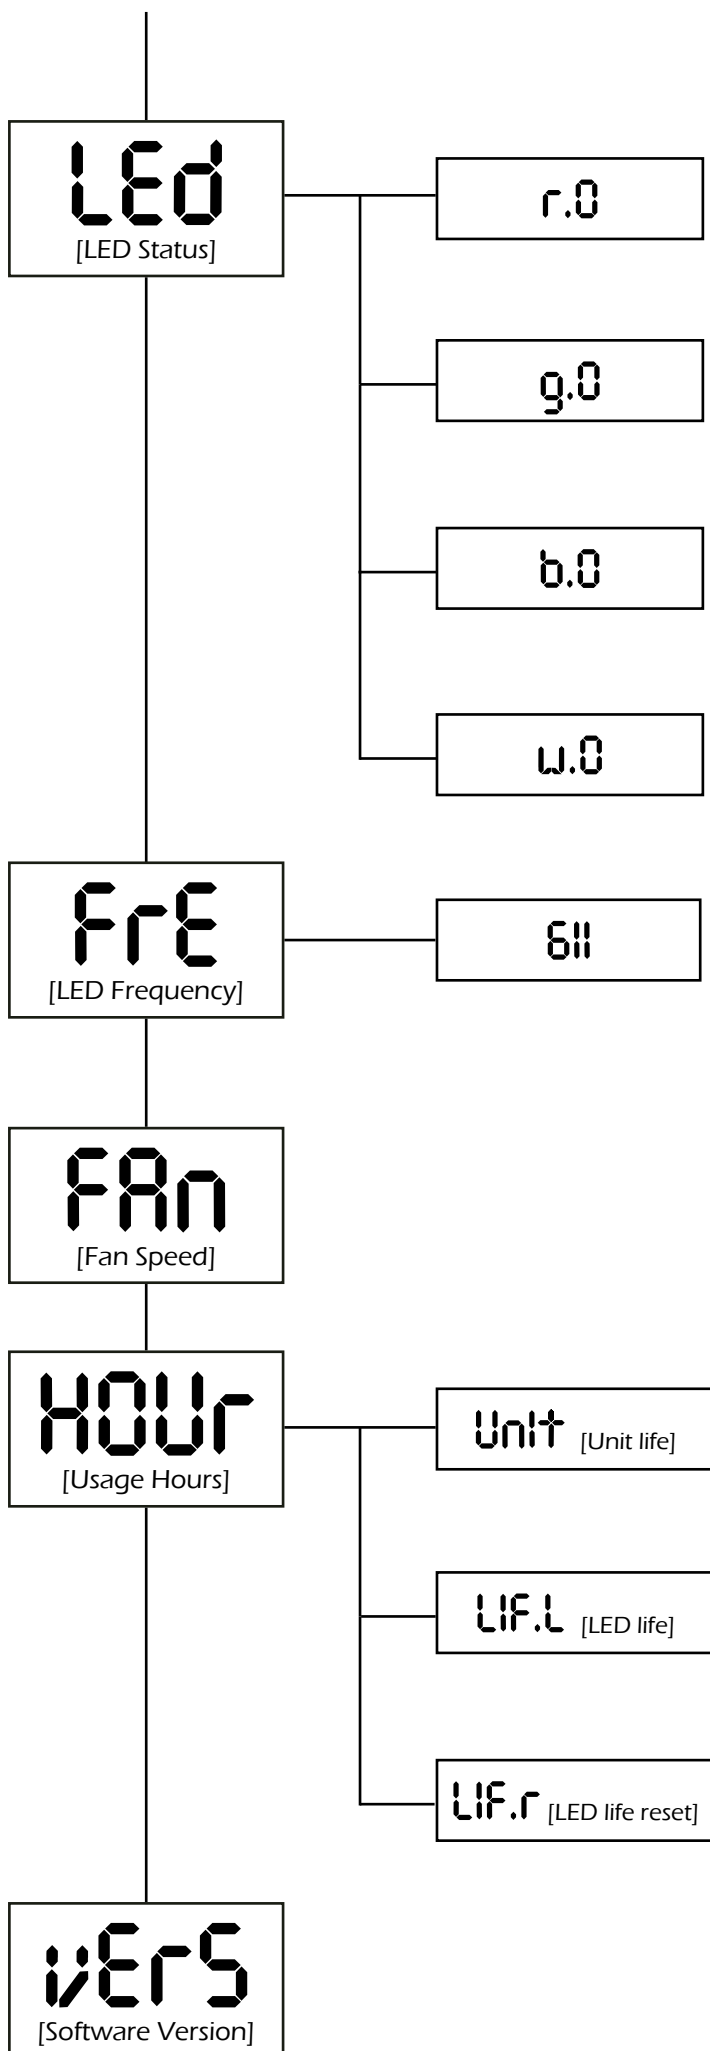 LEd
[LED Status]
r.0
g.0
b.0
w.0
FrE
[LED Frequency]
611
FAn
[Fan Speed]
HOUr
[Usage Hours]
Unit [Unit life]
LIF.L [LED life]
LIF.r [LED life reset]
vErS
[Software Version]